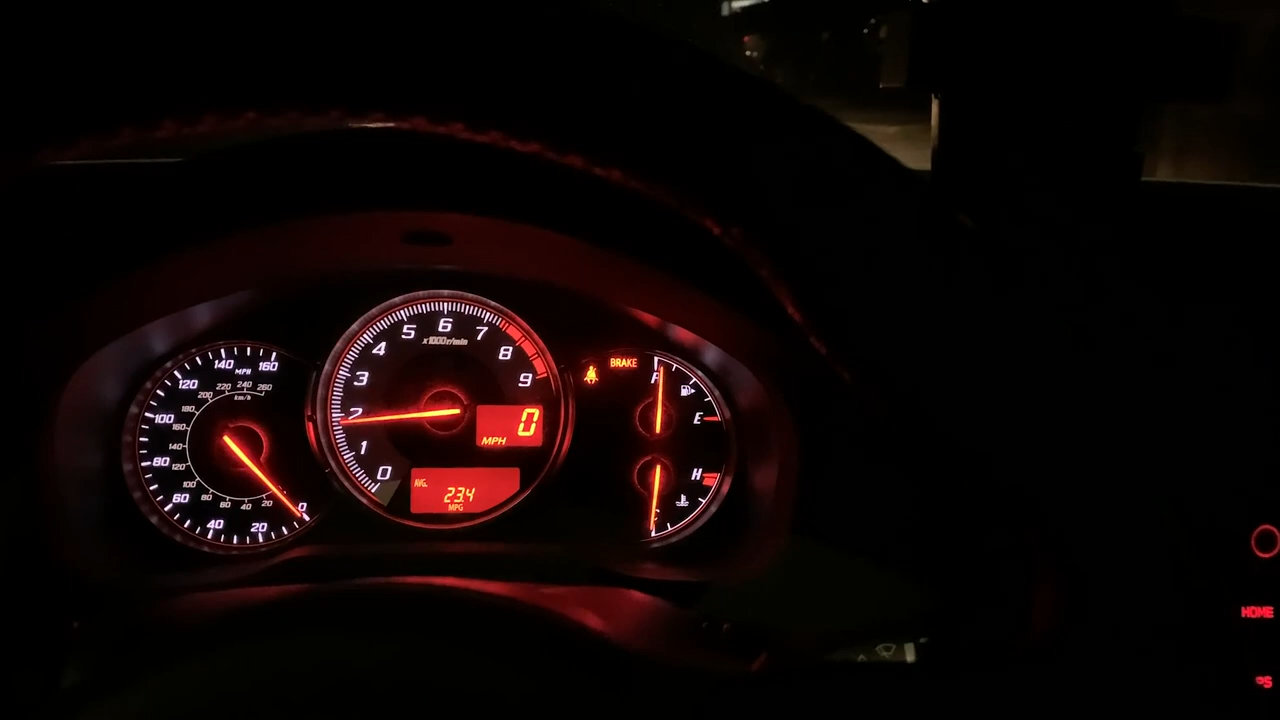 140 MPH 160
120 220 240 260
200 km/h
100 180
160
80 140
120
60 100 80 60 40 20 0
40 20
5 6 7
x1000r/min
4 8
3 9
2
1
0
0
MPH
AVG. 23.4
MPG
BRAKE
F
E
H
HOME